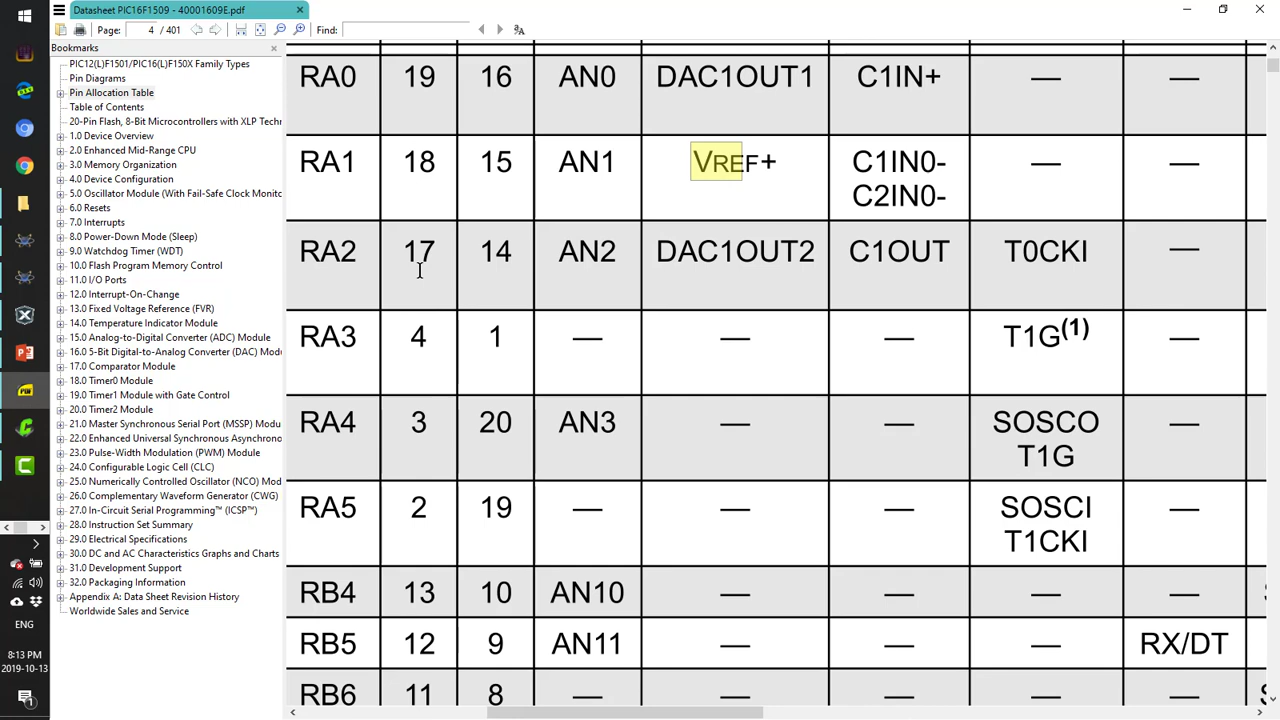 Datasheet PIC16F1509 - 40001609E.pdf
Page: 4 / 401 Find:
Bookmarks
PIC12(L)F1501/PIC16(L)F150X Family Types
Pin Diagrams
Pin Allocation Table
Table of Contents
20-Pin Flash, 8-Bit Microcontrollers with XLP Techn
1.0 Device Overview
2.0 Enhanced Mid-Range CPU
3.0 Memory Organization
4.0 Device Configuration
5.0 Oscillator Module (With Fail-Safe Clock Monito
6.0 Resets
7.0 Interrupts
8.0 Power-Down Mode (Sleep)
9.0 Watchdog Timer (WDT)
10.0 Flash Program Memory Control
11.0 I/O Ports
12.0 Interrupt-On-Change
13.0 Fixed Voltage Reference (FVR)
14.0 Temperature Indicator Module
15.0 Analog-to-Digital Converter (ADC) Module
16.0 5-Bit Digital-to-Analog Converter (DAC) Modu
17.0 Comparator Module
18.0 Timer0 Module
19.0 Timer1 Module with Gate Control
20.0 Timer2 Module
21.0 Master Synchronous Serial Port (MSSP) Modu
22.0 Enhanced Universal Synchronous Asynchrono
23.0 Pulse-Width Modulation (PWM) Module
24.0 Configurable Logic Cell (CLC)
25.0 Numerically Controlled Oscillator (NCO) Mod
26.0 Complementary Waveform Generator (CWG)
27.0 In-Circuit Serial Programming™ (ICSP™)
28.0 Instruction Set Summary
29.0 Electrical Specifications
30.0 DC and AC Characteristics Graphs and Charts
31.0 Development Support
32.0 Packaging Information
Appendix A: Data Sheet Revision History
Worldwide Sales and Service
RA0 19 16 AN0 DAC1OUT1 C1IN+ — —
RA1 18 15 AN1 VREF+ C1IN0- — —
C2IN0-
RA2 17 14 AN2 DAC1OUT2 C1OUT T0CKI —
RA3 4 1 — — — T1G(1) —
RA4 3 20 AN3 — — SOSCO —
T1G
RA5 2 19 — — — SOSCI —
T1CKI
RB4 13 10 AN10 — — — —
RB5 12 9 AN11 — — — RX/DT
RB6 11 8 — — — — —
ENG
8:13 PM
2019-10-13